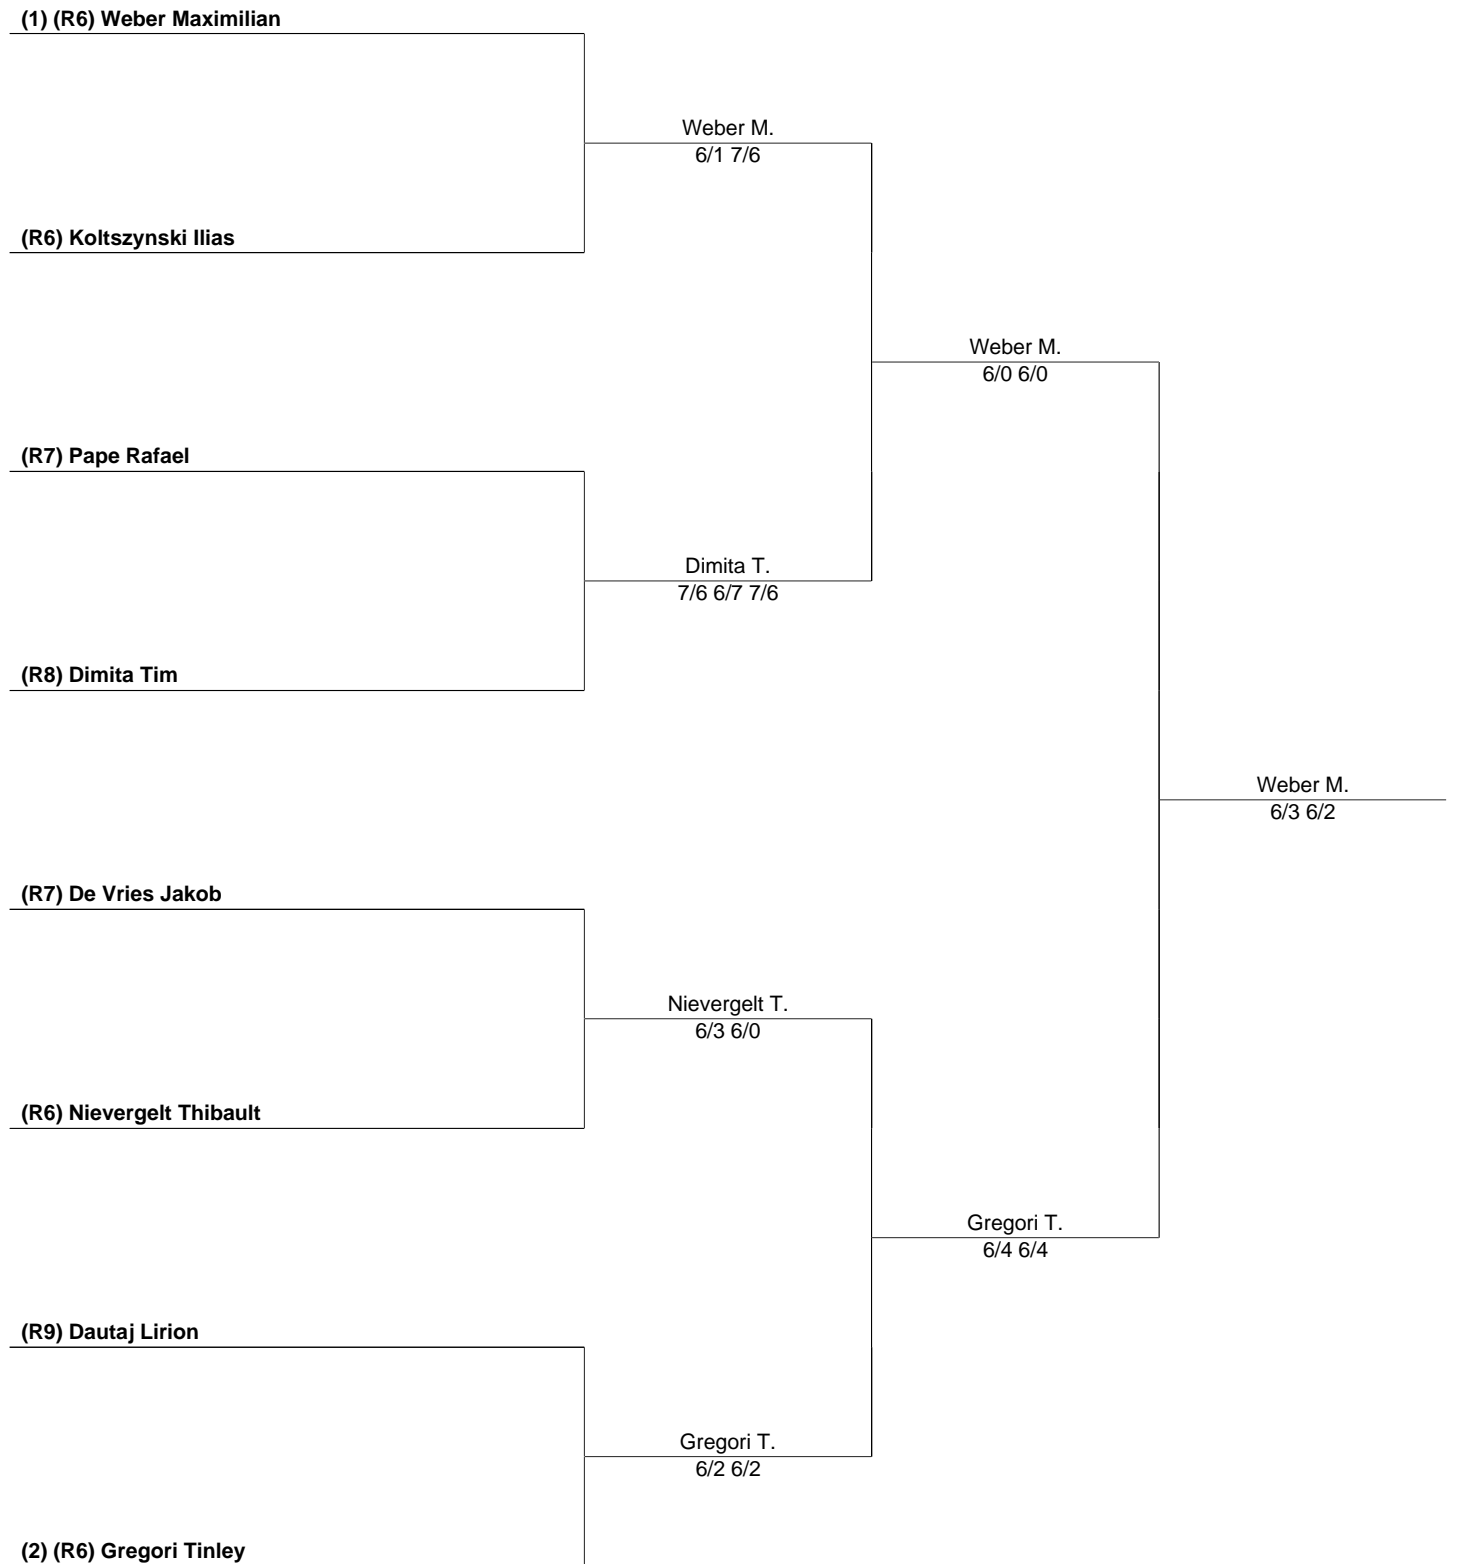 (1) (R6) Weber Maximilian
Weber M.
6/1 7/6
(R6) Koltszynski Ilias
Weber M.
6/0 6/0
(R7) Pape Rafael
Dimita T.
7/6 6/7 7/6
(R8) Dimita Tim
Weber M.
6/3 6/2
(R7) De Vries Jakob
Nievergelt T.
6/3 6/0
(R6) Nievergelt Thibault
Gregori T.
6/4 6/4
(R9) Dautaj Lirion
Gregori T.
6/2 6/2
(2) (R6) Gregori Tinley